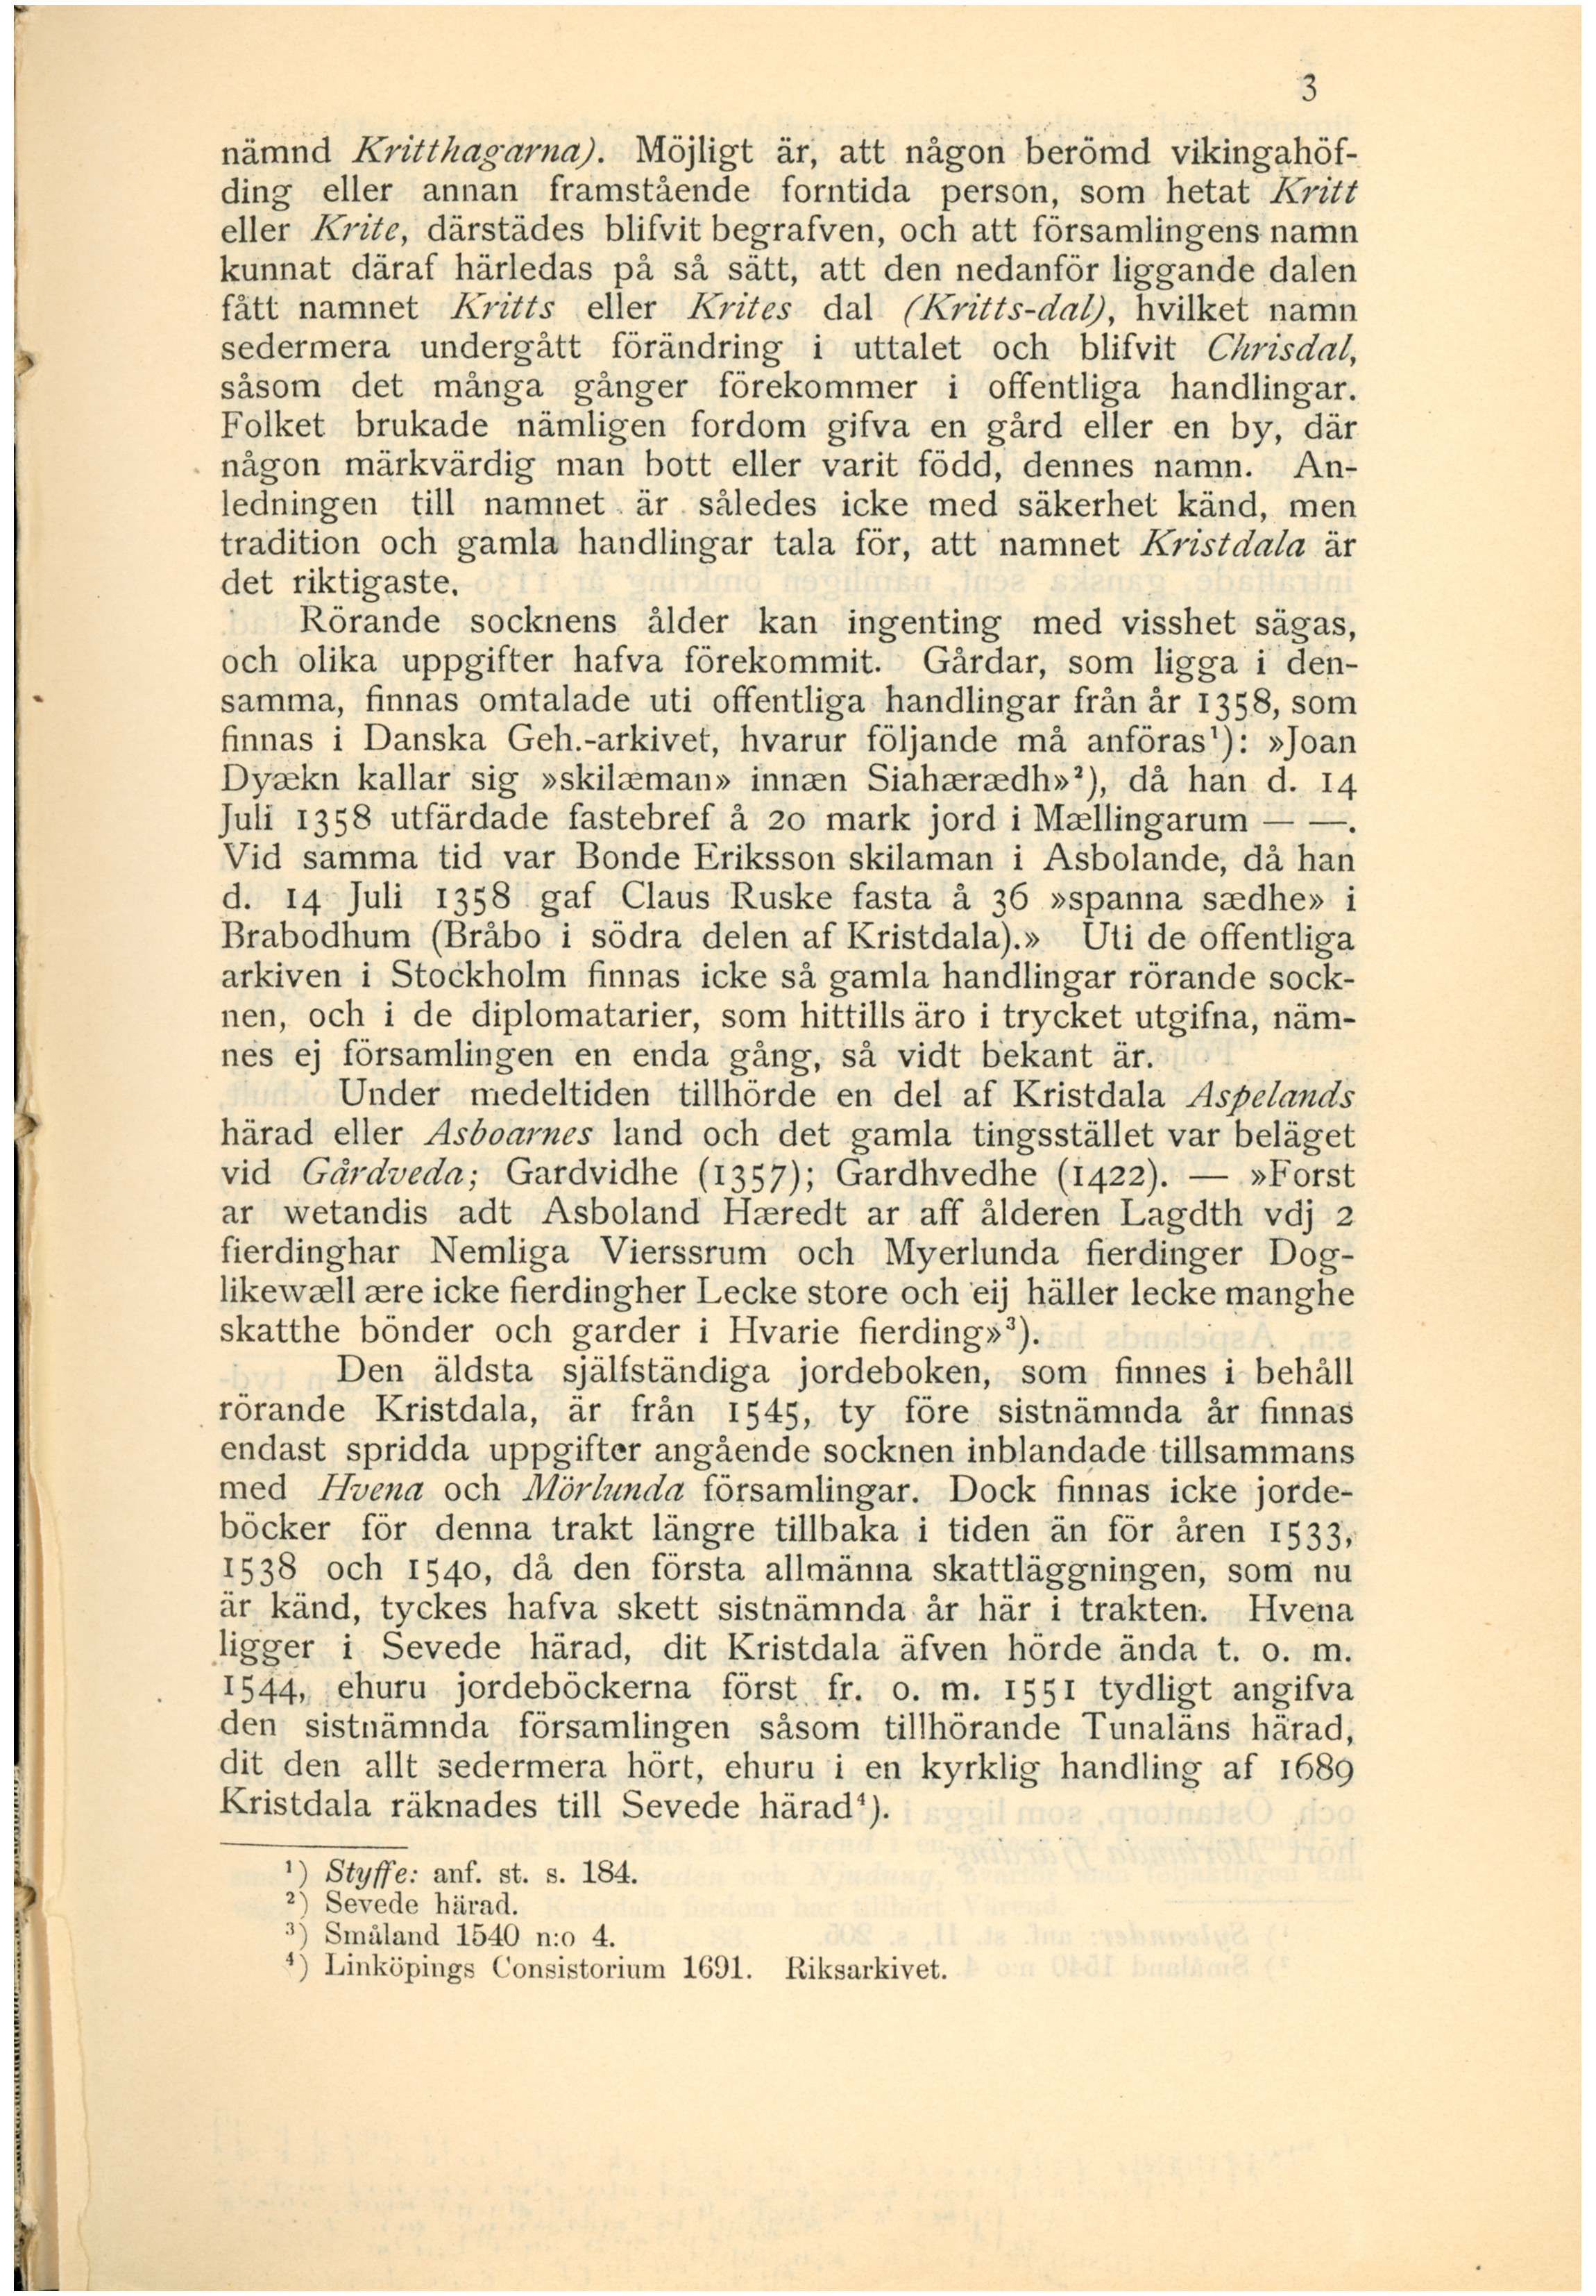 3
nämnd Kritthagarna). Möjligt är, att någon berömd vikingahöf-
ding eller annan framstående forntida person, som hetat Kritt
eller Krite, därstädes blifvit begrafven, och att församlingens namn
kunnat däraf härledas på så sätt, att den nedanför liggande dalen
fått namnet Kritts eller Krites dal (Kritts-dal), hvilket namn
sedermera undergått förändring i uttalet och blifvit Chrisdal,
såsom det många gånger förekommer i offentliga handlingar.
Folket brukade nämligen fordom gifva en gård eller en by, där
någon märkvärdig man bott eller varit född, dennes namn. An-
ledningen till namnet är således icke med säkerhet känd, men
tradition och gamla handlingar tala för, att namnet Kristdala är
det riktigaste.
Rörande socknens ålder kan ingenting med visshet sägas,
och olika uppgifter hafva förekommit. Gårdar, som ligga i den-
samma, finnas omtalade uti offentliga handlingar från år 1358, som
finnas i Danska Geh.-arkivet, hvarur följande må anföras¹): »Joan
Dyækn kallar sig »skilæman» innæn Siahærædh»²), då han d. 14
Juli 1358 utfärdade fastebref å 20 mark jord i Mællingarum — —.
Vid samma tid var Bonde Eriksson skilaman i Asbolande, då han
d. 14 Juli 1358 gaf Claus Ruske fasta å 36 »spanna sædhe» i
Brabodhum (Bråbo i södra delen af Kristdala).» Uti de offentliga
arkiven i Stockholm finnas icke så gamla handlingar rörande sock-
nen, och i de diplomatarier, som hittills äro i trycket utgifna, näm-
nes ej församlingen en enda gång, så vidt bekant är.
Under medeltiden tillhörde en del af Kristdala Aspelands
härad eller Asboarnes land och det gamla tingsstället var beläget
vid Gårdveda; Gardvidhe (1357); Gardhvedhe (1422). — »Forst
ar wetandis adt Asboland Hæredt ar aff ålderen Lagdth vdj 2
fierdinghar Nemliga Vierssrum och Myerlunda fierdinger Dog-
likewæll ære icke fierdingher Lecke store och eij häller lecke manghe
skatthe bönder och garder i Hvarie fierding»³).
Den äldsta själfständiga jordeboken, som finnes i behåll
rörande Kristdala, är från 1545, ty före sistnämnda år finnas
endast spridda uppgifter angående socknen inblandade tillsammans
med Hvena och Mörlunda församlingar. Dock finnas icke jorde-
böcker för denna trakt längre tillbaka i tiden än för åren 1533,
1538 och 1540, då den första allmänna skattläggningen, som nu
är känd, tyckes hafva skett sistnämnda år här i trakten. Hvena
ligger i Sevede härad, dit Kristdala äfven hörde ända t. o. m.
1544, ehuru jordeböckerna först fr. o. m. 1551 tydligt angifva
den sistnämnda församlingen såsom tillhörande Tunaläns härad,
dit den allt sedermera hört, ehuru i en kyrklig handling af 1689
Kristdala räknades till Sevede härad⁴).
¹) Styffe: anf. st. s. 184.
²) Sevede härad.
³) Småland 1540 n:o 4.
⁴) Linköpings Consistorium 1691. Riksarkivet.